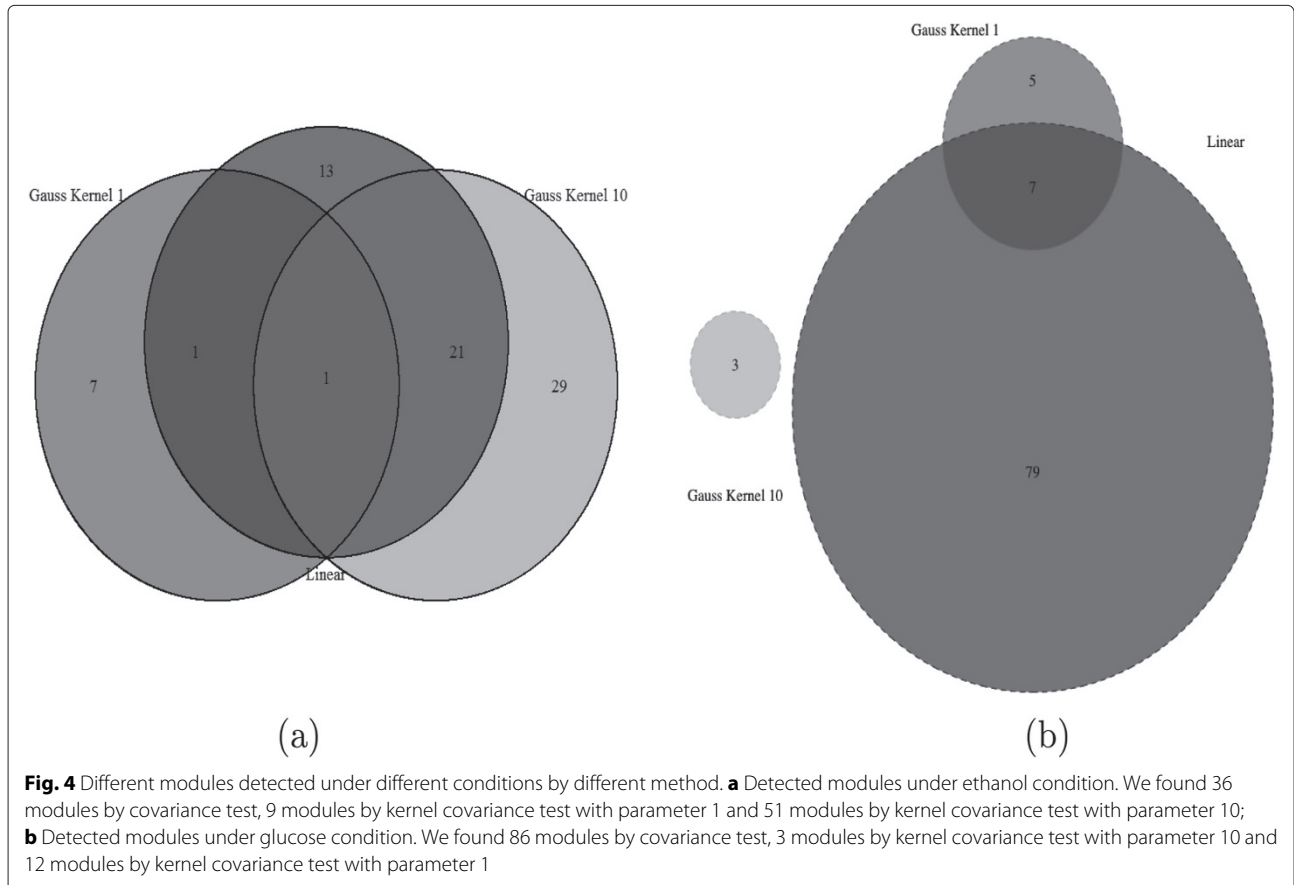 Gauss Kernel 1
5
13
Gauss Kernel 1
Gauss Kernel 10
Linear
7
1
21
1
7
29
3
79
Gauss Kernel 10
Linear
(a)
(b)
Fig. 4 Different modules detected under different conditions by different method. a Detected modules under ethanol condition. We found 36
modules by covariance test, 9 modules by kernel covariance test with parameter 1 and 51 modules by kernel covariance test with parameter 10;
b Detected modules under glucose condition. We found 86 modules by covariance test, 3 modules by kernel covariance test with parameter 10 and
12 modules by kernel covariance test with parameter 1